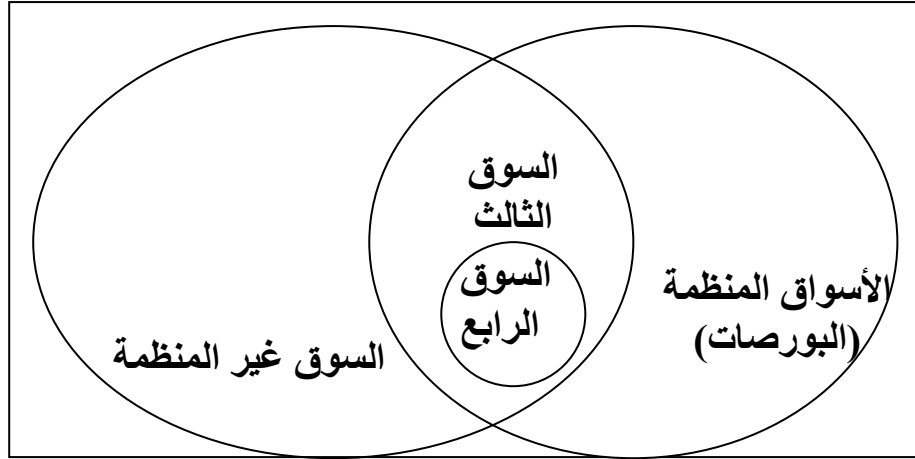 السوق
الثالث
السوق
الرابع
الأسواق المنظمة
(البورصات)
السوق غير المنظمة